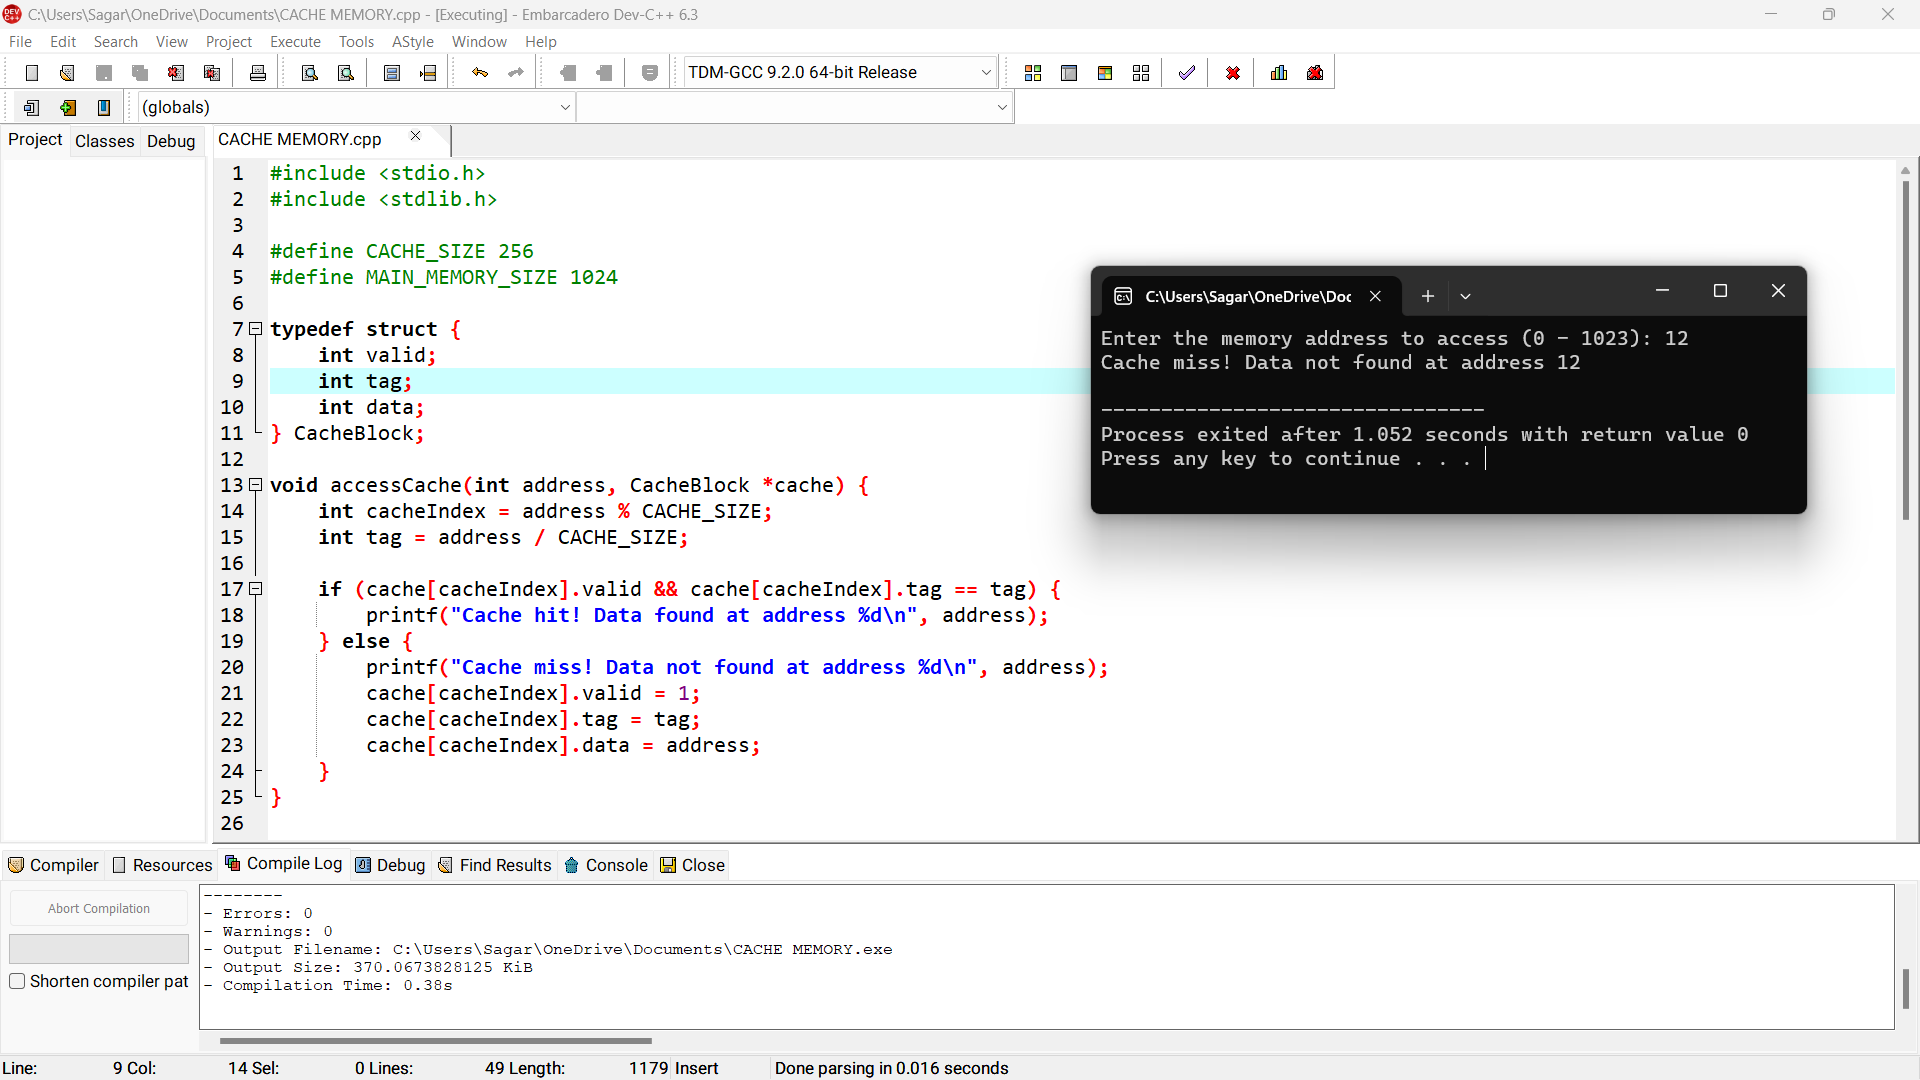 C:\Users\Sagar\OneDrive\Documents\CACHE MEMORY.cpp - [Executing] - Embarcadero Dev-C++ 6.3
File Edit Search View Project Execute Tools AStyle Window Help
TDM-GCC 9.2.0 64-bit Release
(globals)
Project Classes Debug
CACHE MEMORY.cpp
1 #include <stdio.h>
2 #include <stdlib.h>
3
4 #define CACHE_SIZE 256
5 #define MAIN_MEMORY_SIZE 1024
6
7 typedef struct {
8     int valid;
9     int tag;
10     int data;
11 } CacheBlock;
12
13 void accessCache(int address, CacheBlock *cache) {
14     int cacheIndex = address % CACHE_SIZE;
15     int tag = address / CACHE_SIZE;
16
17     if (cache[cacheIndex].valid && cache[cacheIndex].tag == tag) {
18         printf("Cache hit! Data found at address %d\n", address);
19     } else {
20         printf("Cache miss! Data not found at address %d\n", address);
21         cache[cacheIndex].valid = 1;
22         cache[cacheIndex].tag = tag;
23         cache[cacheIndex].data = address;
24     }
25 }
26
C:\Users\Sagar\OneDrive\Doc
Enter the memory address to access (0 - 1023): 12
Cache miss! Data not found at address 12
--------------------------------
Process exited after 1.052 seconds with return value 0
Press any key to continue . . .
Compiler Resources Compile Log Debug Find Results Console Close
Abort Compilation
Shorten compiler pat
--------
- Errors: 0
- Warnings: 0
- Output Filename: C:\Users\Sagar\OneDrive\Documents\CACHE MEMORY.exe
- Output Size: 370.0673828125 KiB
- Compilation Time: 0.38s
Line: 9 Col: 14 Sel: 0 Lines: 49 Length: 1179 Insert Done parsing in 0.016 seconds